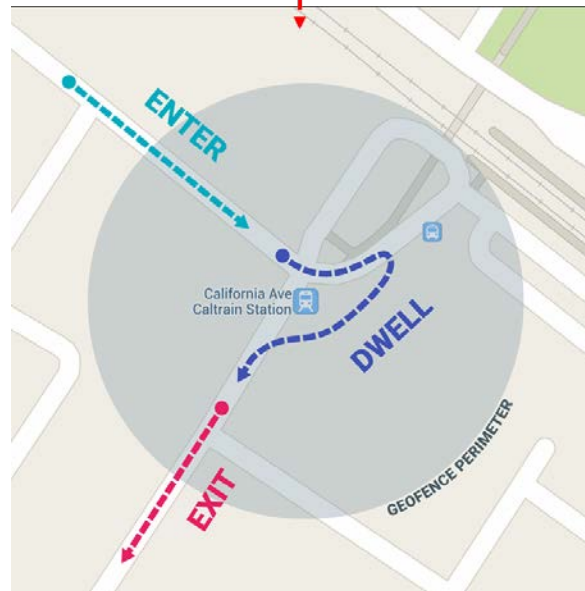 ENTER
California Ave
Caltrain Station
DWELL
GEOFENCE PERIMETER
EXIT